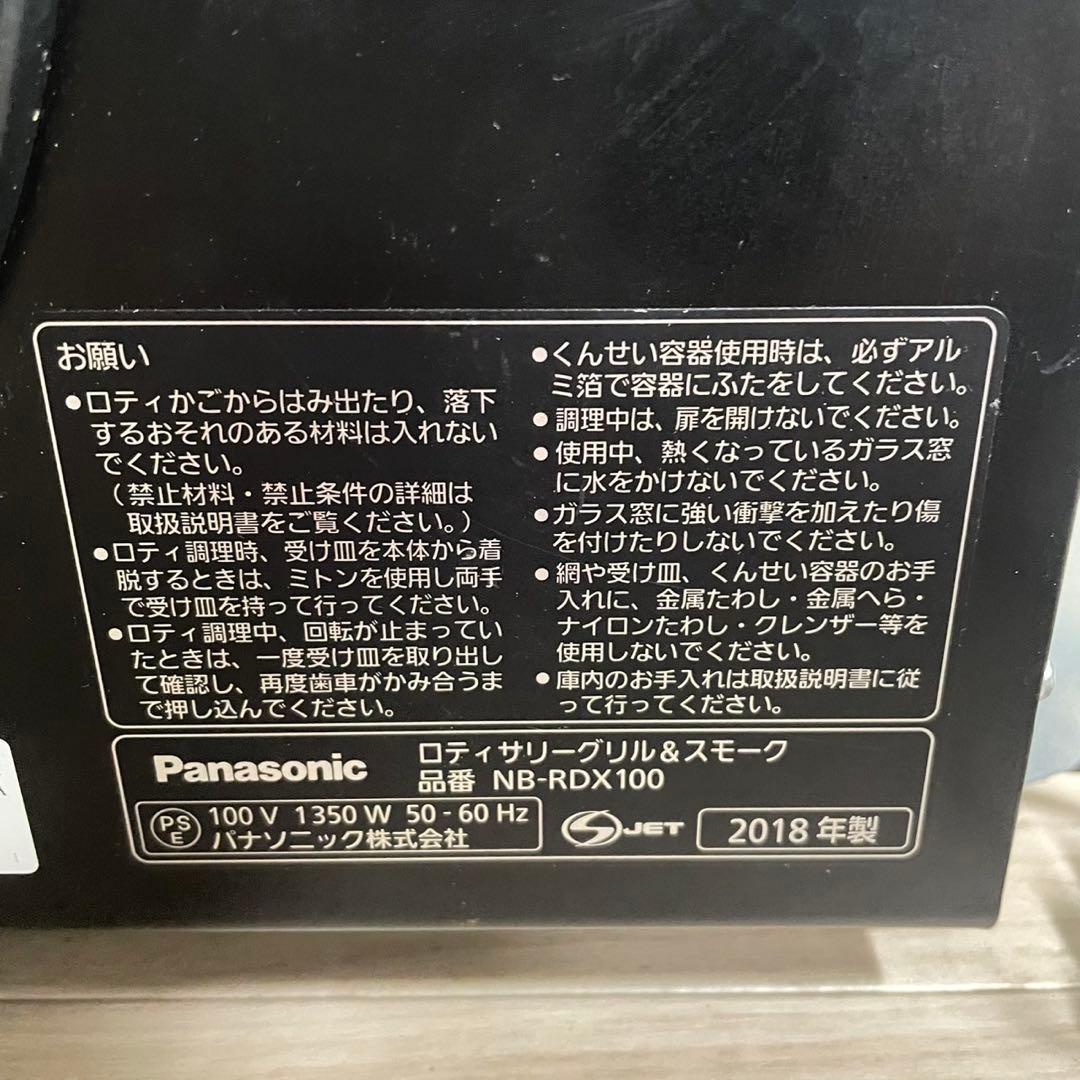 お願い
●ロティかごからはみ出たり、落下
するおそれのある材料は入れない
でください。
（禁止材料・禁止条件の詳細は
取扱説明書をご覧ください。）
●ロティ調理時、受け皿を本体から着
脱するときは、ミトンを使用し両手
で受け皿を持って行ってください。
●ロティ調理中、回転が止まってい
たときは、一度受け皿を取り出し
て確認し、再度歯車がかみ合うま
で押し込んでください。
●くんせい容器使用時は、必ずアル
ミ箔で容器にふたをしてください。
●調理中は、扉を開けないでください。
●使用中、熱くなっているガラス窓
に水をかけないでください。
●ガラス窓に強い衝撃を加えたり傷
を付けたりしないでください。
●網や受け皿、くんせい容器のお手
入れに、金属たわし・金属へら・
ナイロンたわし・クレンザー等を
使用しないでください。
●庫内のお手入れは取扱説明書に従
って行ってください。
Panasonic
ロティサリーグリル＆スモーク
品番 NB-RDX100
PS
E
100 V 1350 W 50-60 Hz
パナソニック株式会社
S JET
2018 年製